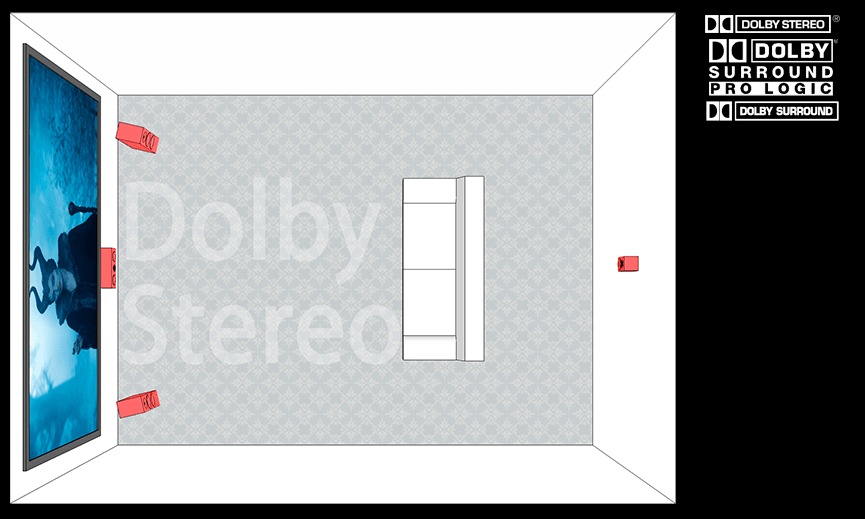 Dolby
Stereo
DOLBY STEREO®
DOLBY
SURROUND
PRO LOGIC
DOLBY SURROUND